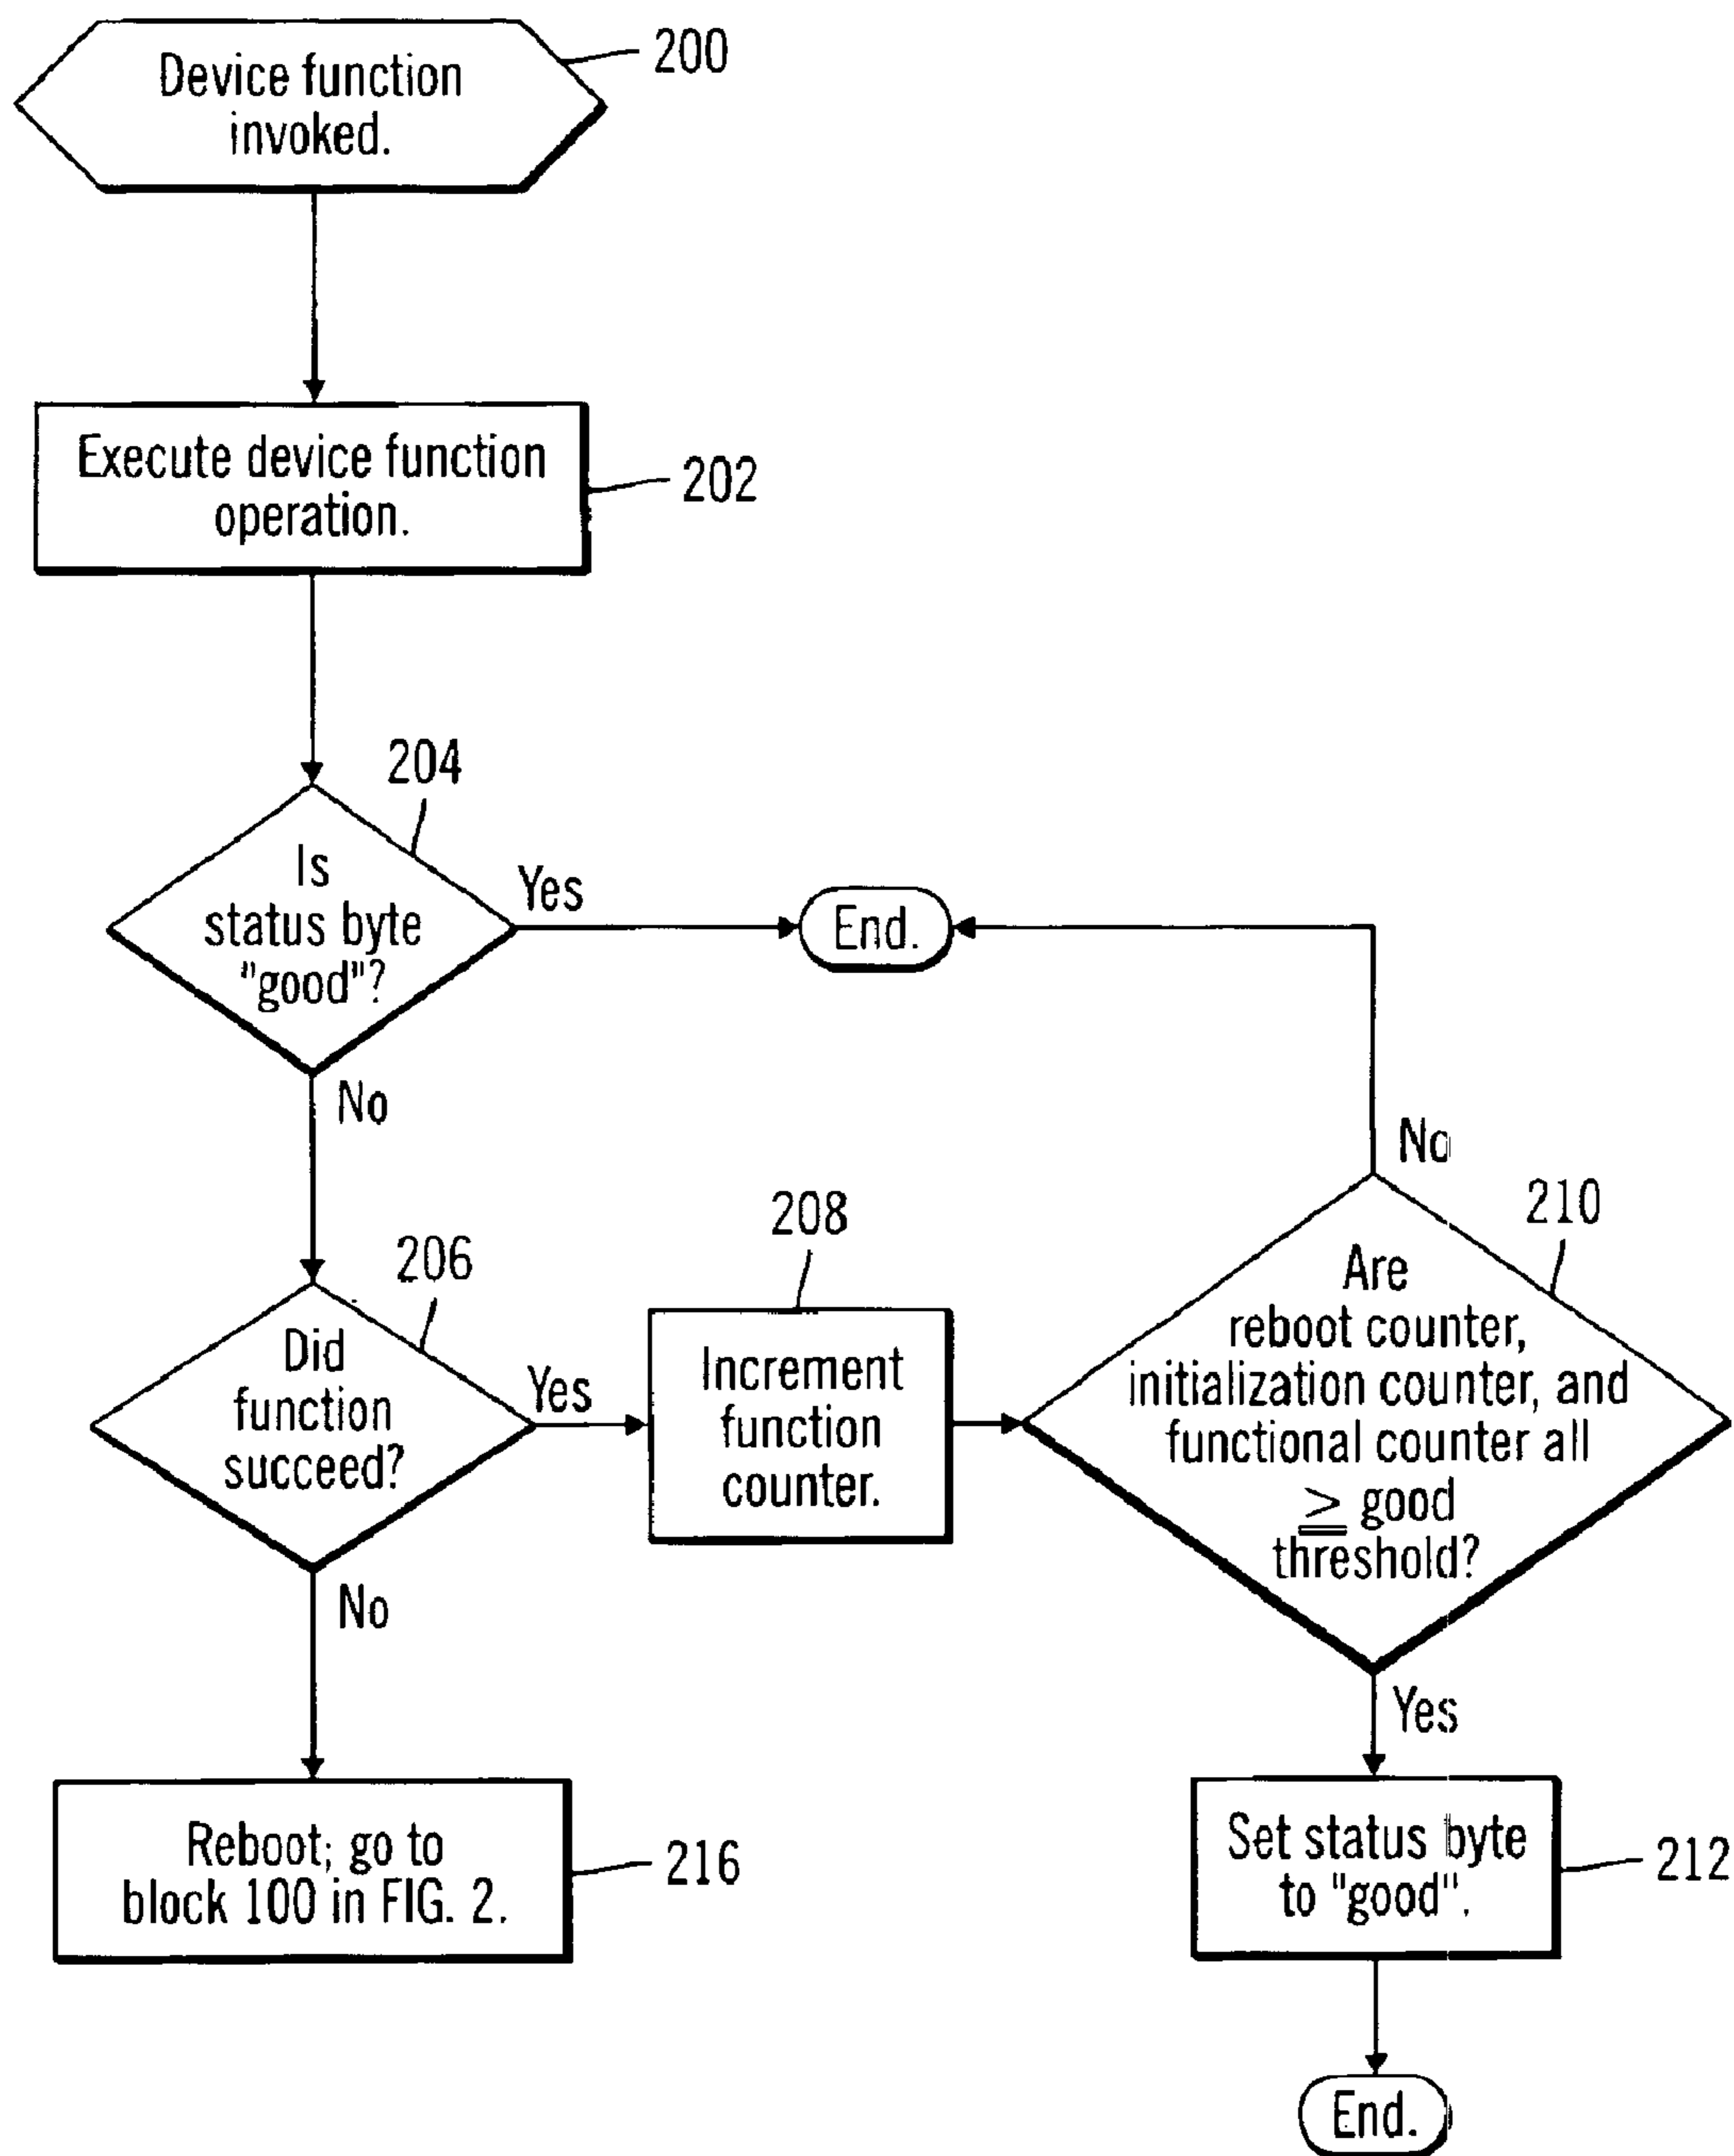 Device function
invoked.
200
Execute device function
operation.
202
204
Is
status byte
"good"?
Yes
End.
No
206
Did
function
succeed?
Yes
208
Increment
function
counter.
No
210
Are
reboot counter,
initialization counter, and
functional counter all
≥ good
threshold?
No
Reboot; go to
block 100 in FIG. 2.
216
Yes
Set status byte
to "good".
212
End.